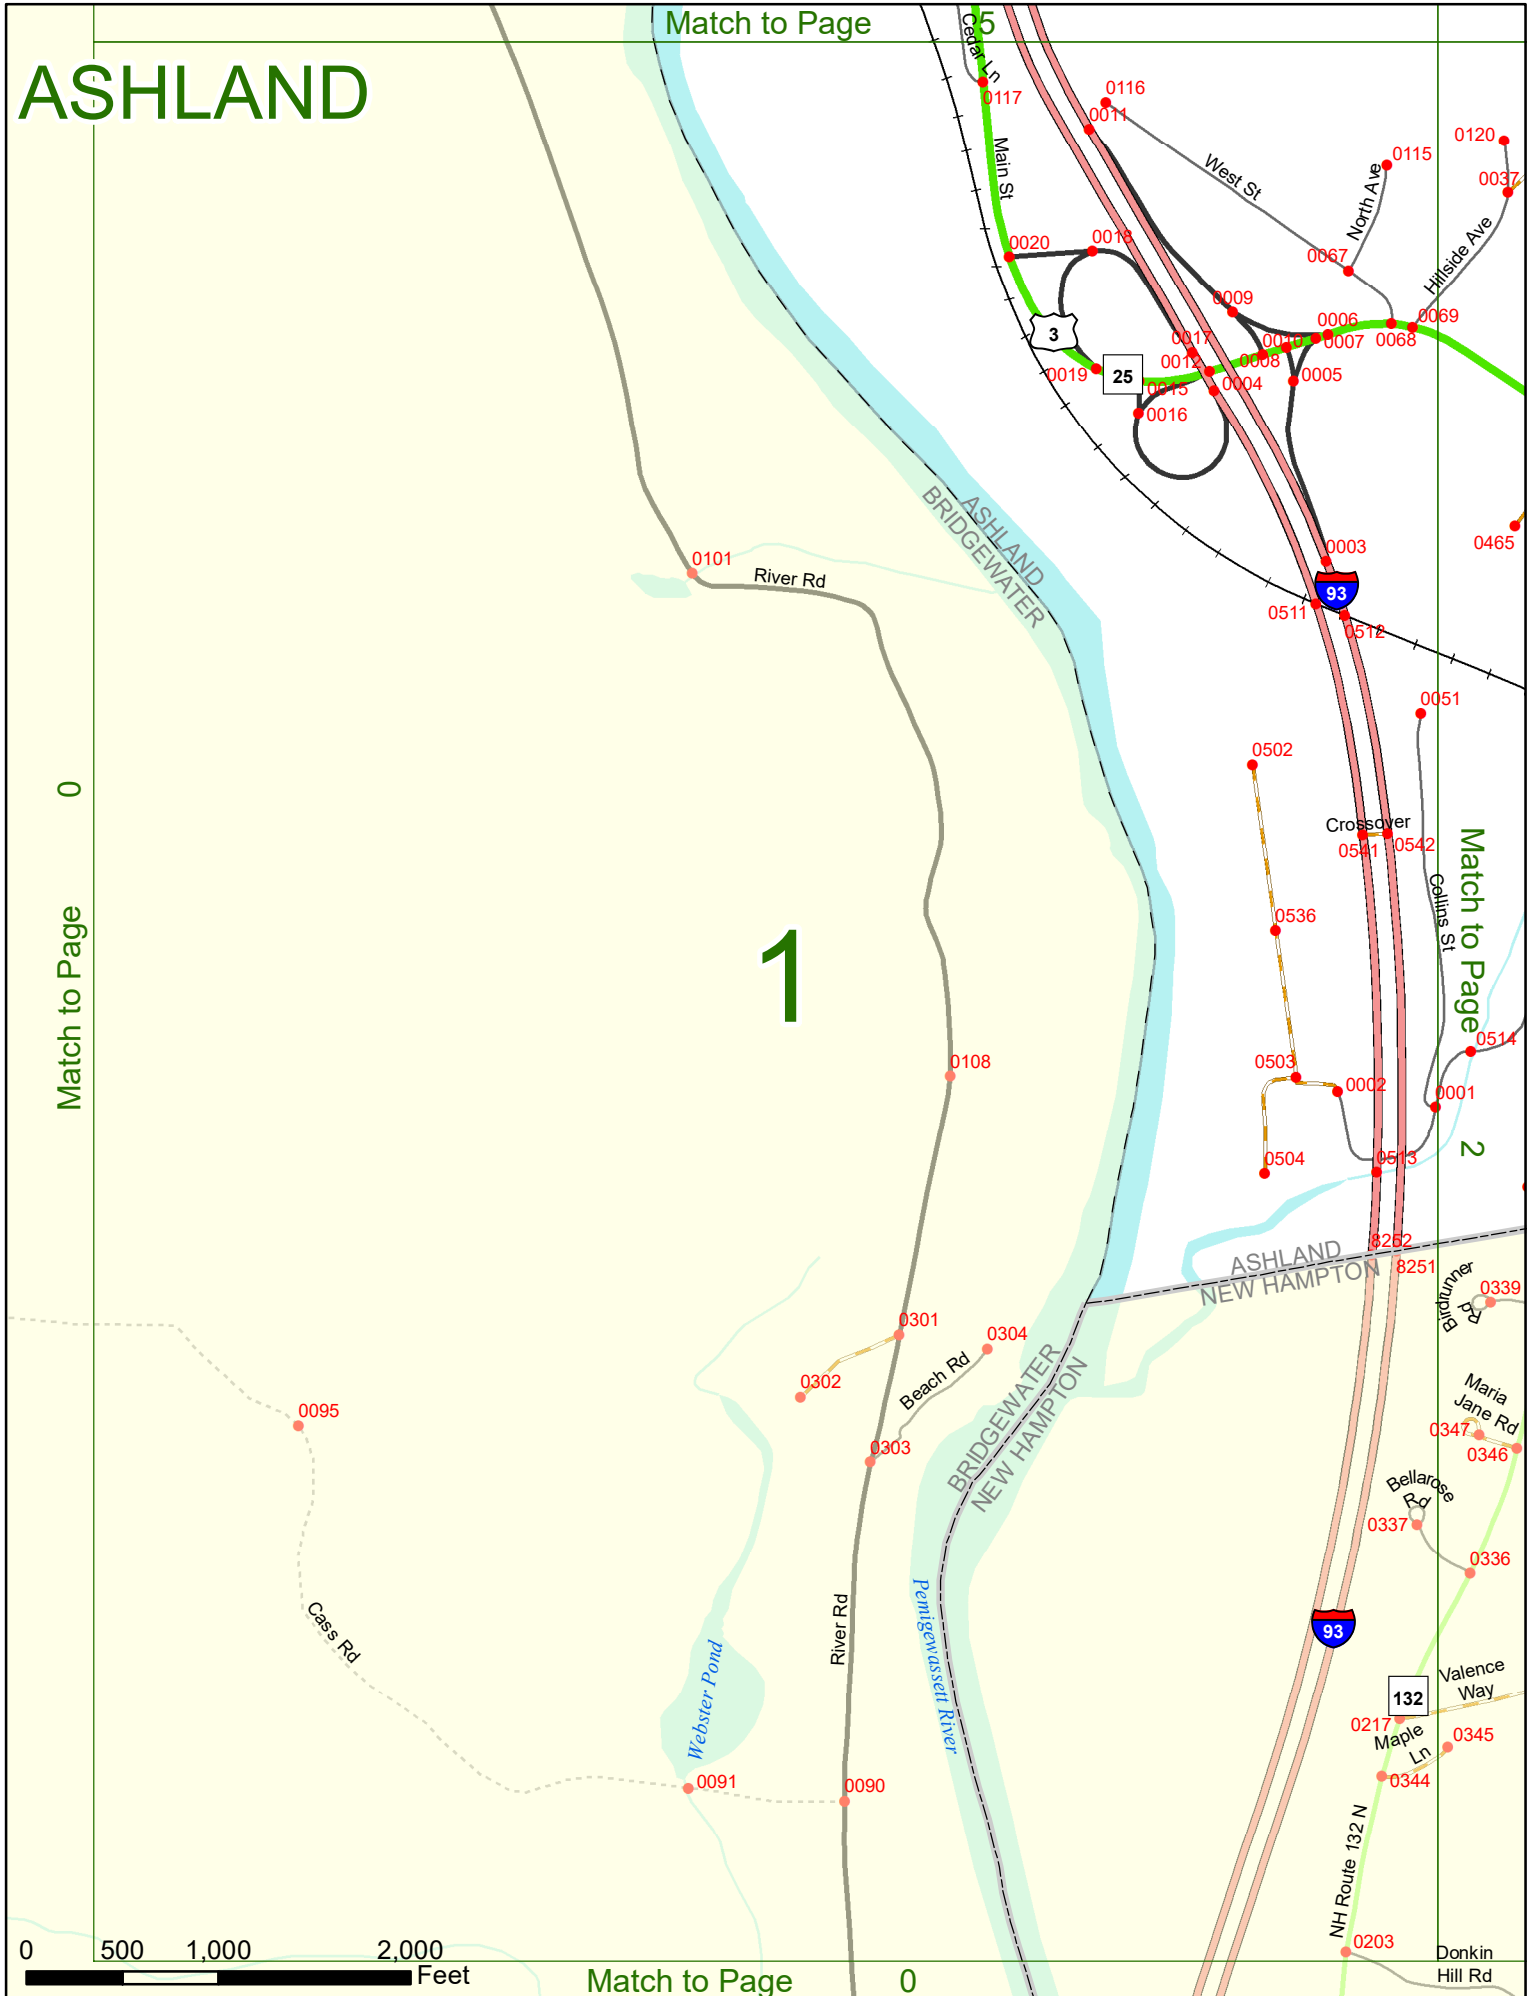 Match to Page 5
ASHLAND
Cedar Ln
0117
0116
0011
Main St
West St
0115
North Ave
0120
0037
0020
0018
0067
Hillside Ave
0009
3
0006
0069
0017
0010
0007
0068
0012
0008
0019
25
0015
0004
0005
0016
ASHLAND
BRIDGEWATER
0465
0003
93
0101
River Rd
0511
0512
0051
0502
0
Match to Page
Crossover
0541
0542
Match to Page
2
Collins St
0536
1
0514
0108
0503
0002
0001
0504
0513
8252
ASHLAND
NEW HAMPTON
8251
Birdrunner
Rd
0339
0301
0304
0302
Beach Rd
BRIDGEWATER
NEW HAMPTON
Maria
Jane Rd
0095
0347
0346
0303
Bellarose
Rd
0337
0336
Cass Rd
River Rd
Pemigewassett River
93
Webster Pond
132
Valence
Way
0217
Maple
Ln
0345
0344
0091
0090
NH Route 132 N
0203
Donkin
Hill Rd
0 500 1,000 2,000
Feet
Match to Page 0